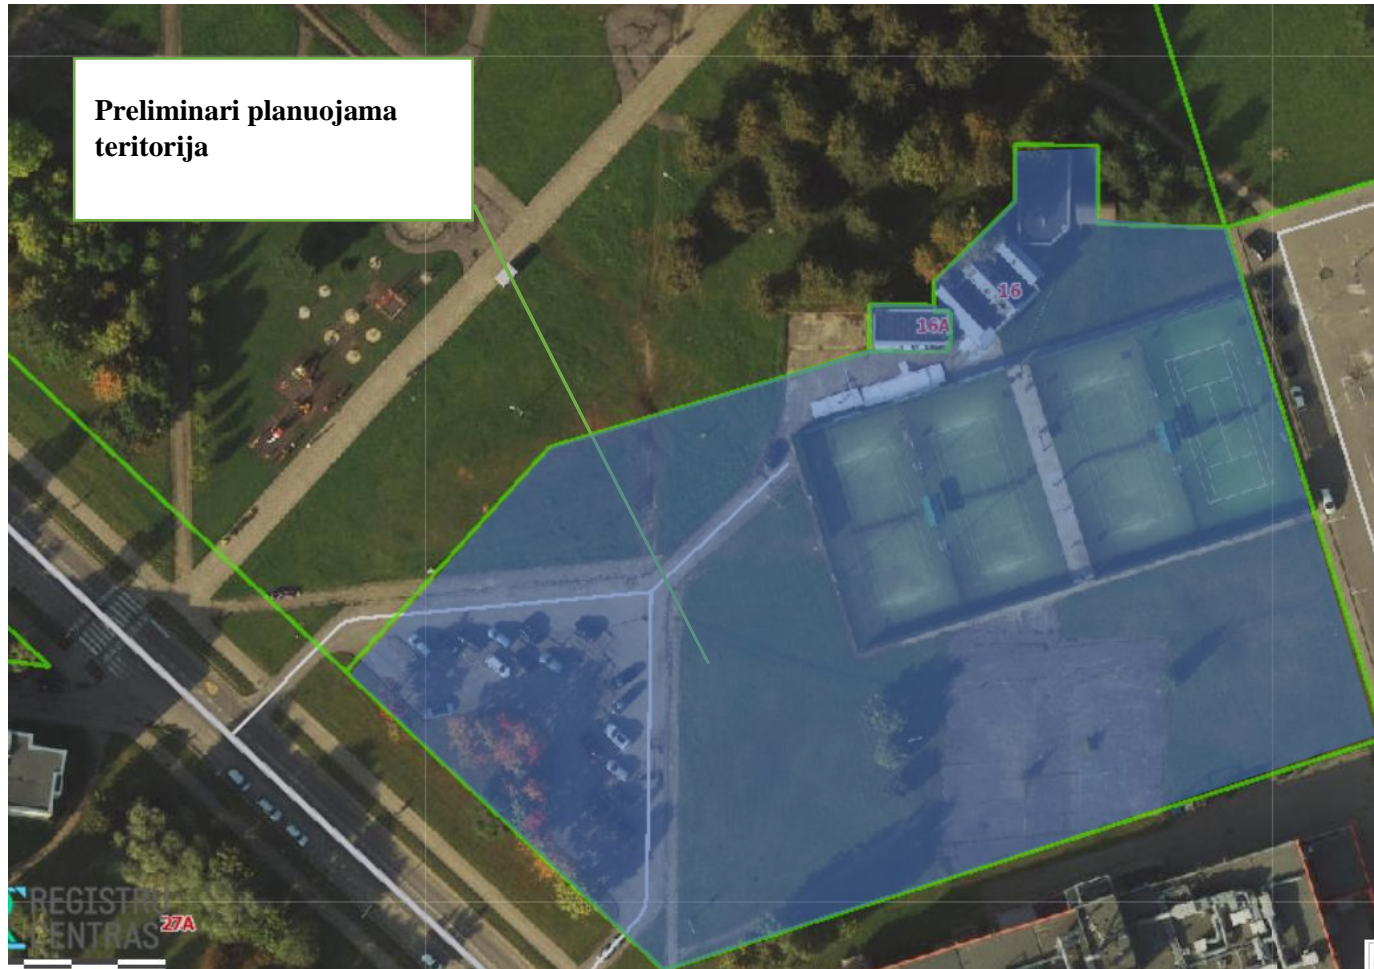 Preliminari planuojama
teritorija
16
16A
REGISTRŲ
CENTRAS
27A